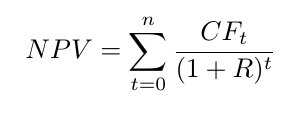 $NPV = \sum_{t=0}^{n} \frac{CF_t}{(1+R)^t}$